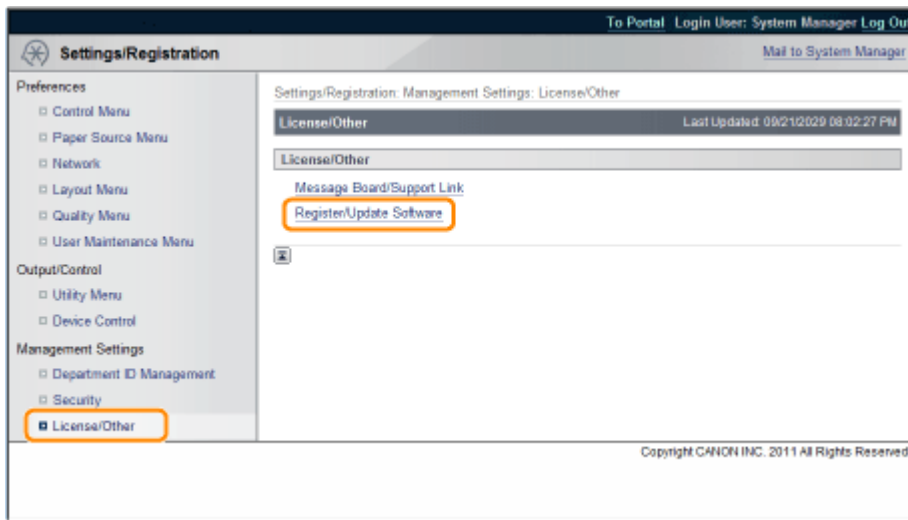 To Portal Login User: System Manager Log Ou
Settings/Registration
Mail to System Manager
Preferences
Control Menu
Paper Source Menu
Network
Layout Menu
Quality Menu
User Maintenance Menu
Output/Control
Utility Menu
Device Control
Management Settings
Department ID Management
Security
License/Other
Settings/Registration: Management Settings: License/Other
License/Other Last Updated: 09/21/2029 08:02:27 PM
License/Other
Message Board/Support Link
Register/Update Software
Copyright CANON INC. 2011 All Rights Reserved